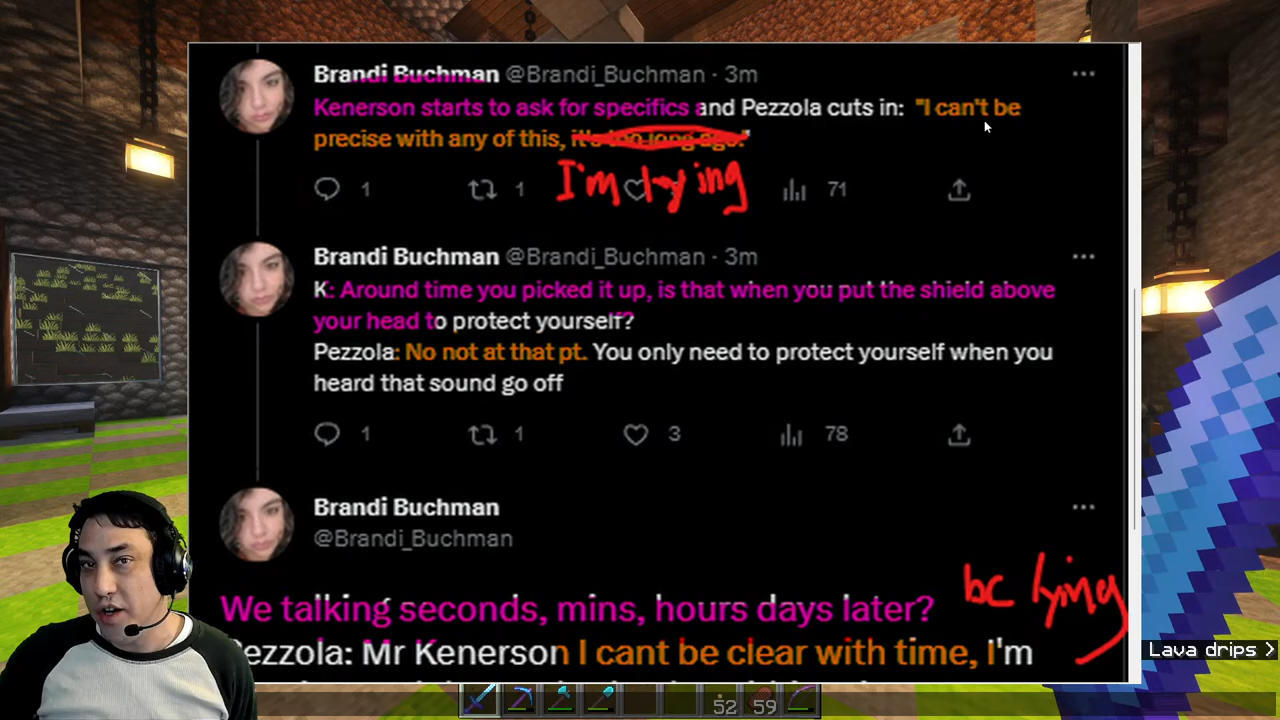 Brandi Buchman @Brandi_Buchman · 3m
Kenerson starts to ask for specifics and Pezzola cuts in: "I can't be
precise with any of this, it's too long ago."
I'm lying
1 1 71
Brandi Buchman @Brandi_Buchman · 3m
K: Around time you picked it up, is that when you put the shield above
your head to protect yourself?
Pezzola: No not at that pt. You only need to protect yourself when you
heard that sound go off
1 1 3 78
Brandi Buchman
@Brandi_Buchman
bc lying
We talking seconds, mins, hours days later?
Pezzola: Mr Kenerson I cant be clear with time, I'm
Lava drips >
52 59